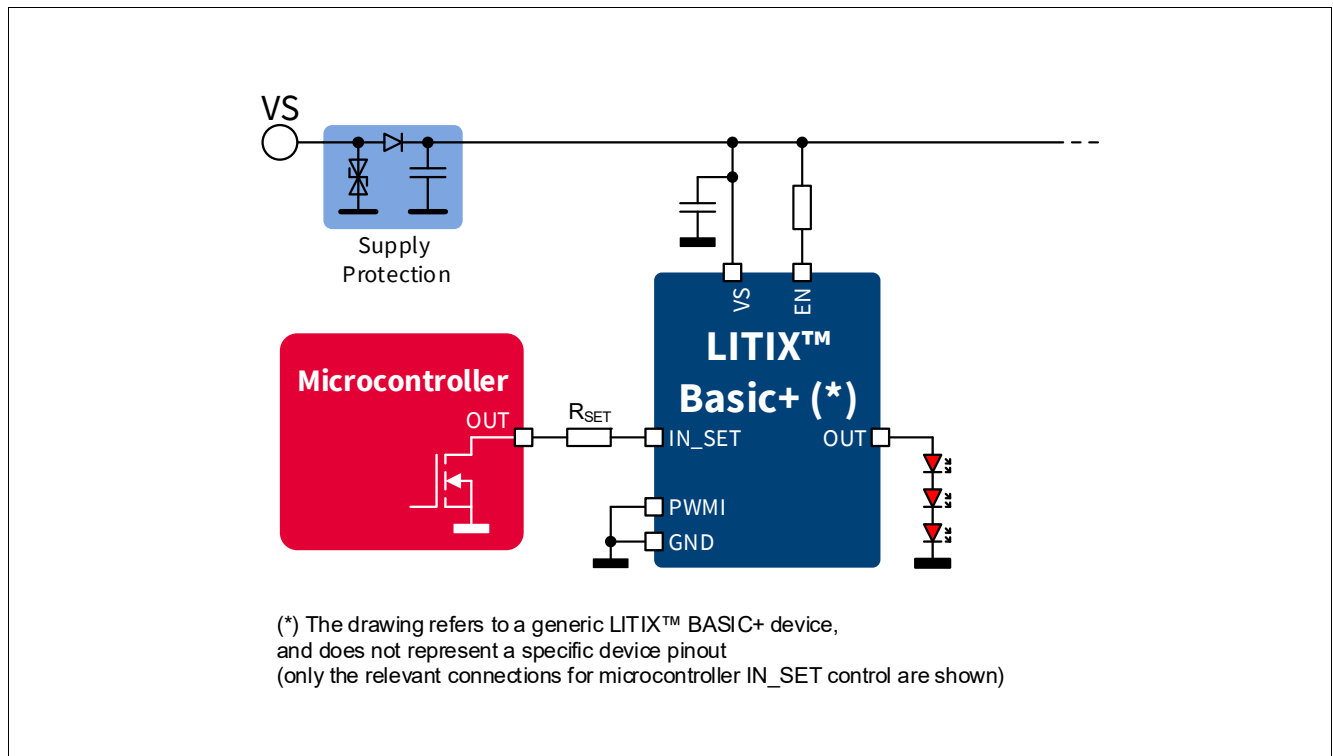 VS
Supply
Protection
VS
EN
LITIX™
Basic+ (*)
Microcontroller
OUT
RSET
IN_SET
OUT
PWMI
GND
(*) The drawing refers to a generic LITIX™ BASIC+ device,
and does not represent a specific device pinout
(only the relevant connections for microcontroller IN_SET control are shown)